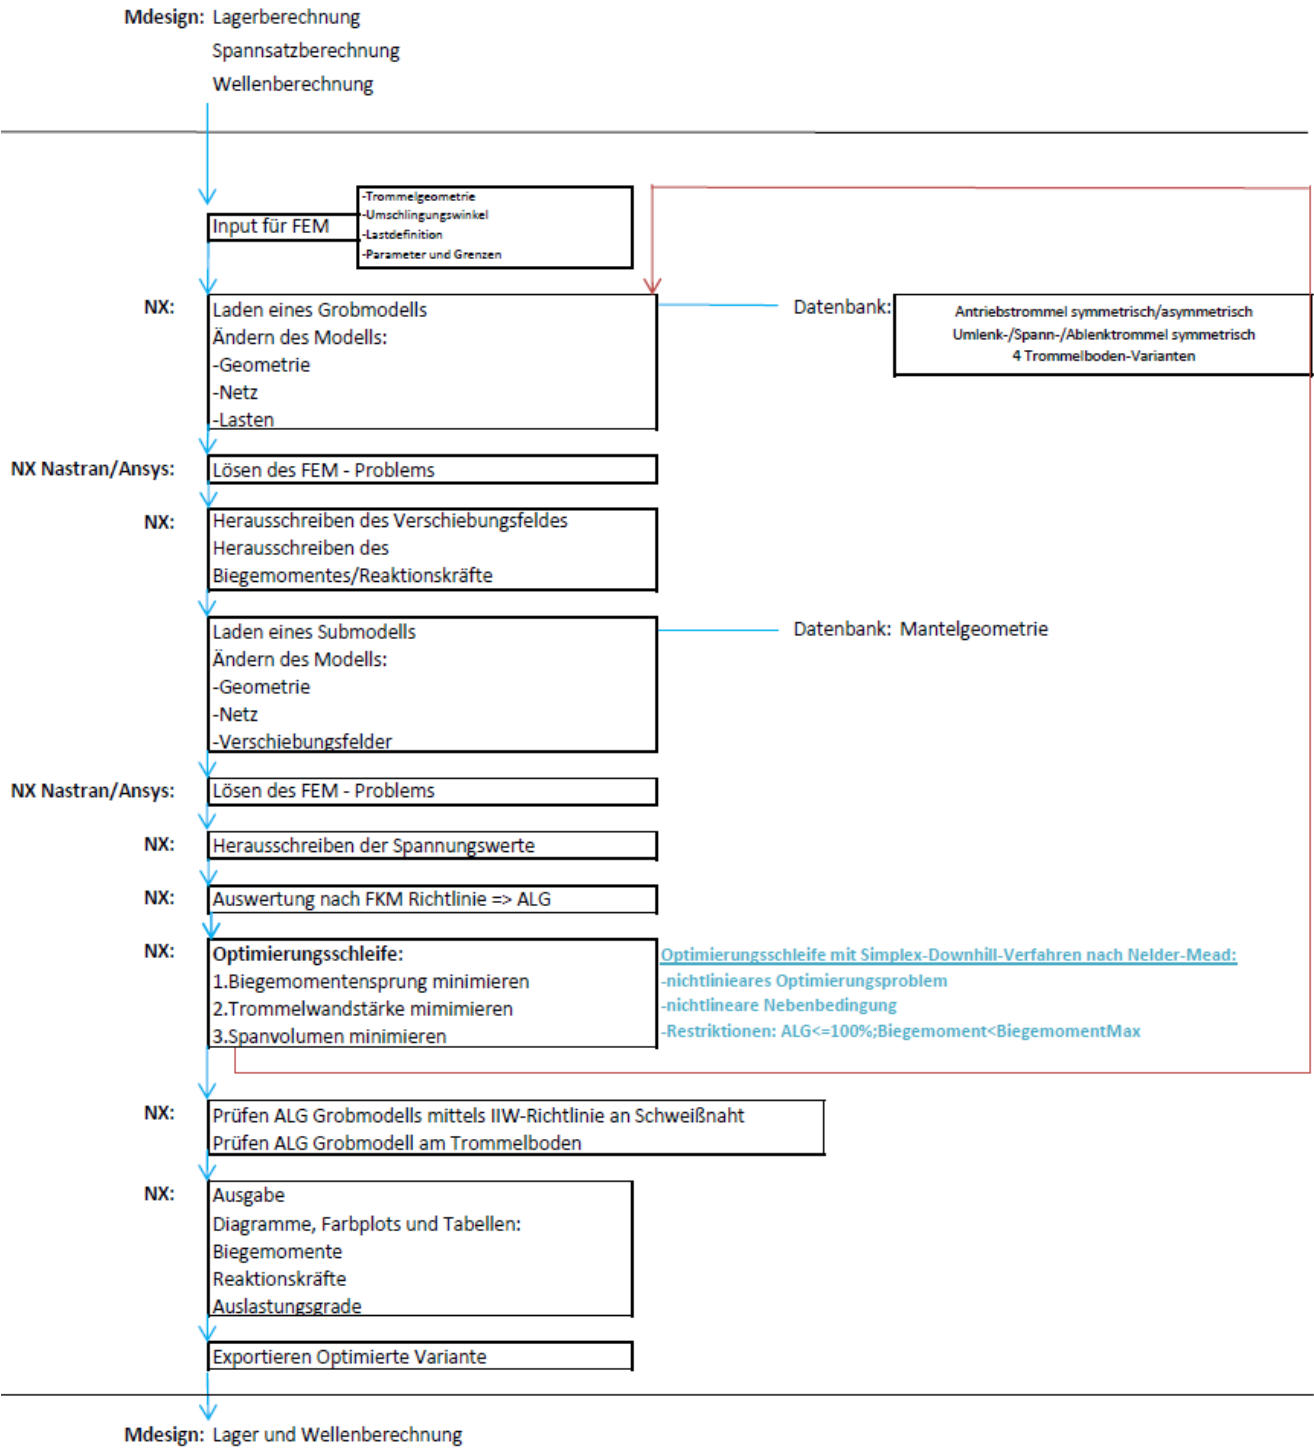 Mdesign: Lagerberechnung
Spannsatzberechnung
Wellenberechnung
Input für FEM
-Trommelgeometrie
-Umschlingungswinkel
-Lastdefinition
-Parameter und Grenzen
NX: Laden eines Grobmodells
Ändern des Modells:
-Geometrie
-Netz
-Lasten
Datenbank:
Antriebstrommel symmetrisch/asymmetrisch
Umlenk-/Spann-/Ablenktrommel symmetrisch
4 Trommelboden-Varianten
NX Nastran/Ansys: Lösen des FEM - Problems
NX: Herausschreiben des Verschiebungsfeldes
Herausschreiben des
Biegemomentes/Reaktionskräfte
Laden eines Submodells
Ändern des Modells:
-Geometrie
-Netz
-Verschiebungsfelder
Datenbank: Mantelgeometrie
NX Nastran/Ansys: Lösen des FEM - Problems
NX: Herausschreiben der Spannungswerte
NX: Auswertung nach FKM Richtlinie => ALG
NX: Optimierungsschleife:
1.Biegemomentensprung minimieren
2.Trommelwandstärke mimimieren
3.Spanvolumen minimieren
Optimierungsschleife mit Simplex-Downhill-Verfahren nach Nelder-Mead:
-nichtlinieares Optimierungsproblem
-nichtlineare Nebenbedingung
-Restriktionen: ALG<=100%;Biegemoment<BiegemomentMax
NX: Prüfen ALG Grobmodells mittels IIW-Richtlinie an Schweißnaht
Prüfen ALG Grobmodell am Trommelboden
NX: Ausgabe
Diagramme, Farbplots und Tabellen:
Biegemomente
Reaktionskräfte
Auslastungsgrade
Exportieren Optimierte Variante
Mdesign: Lager und Wellenberechnung